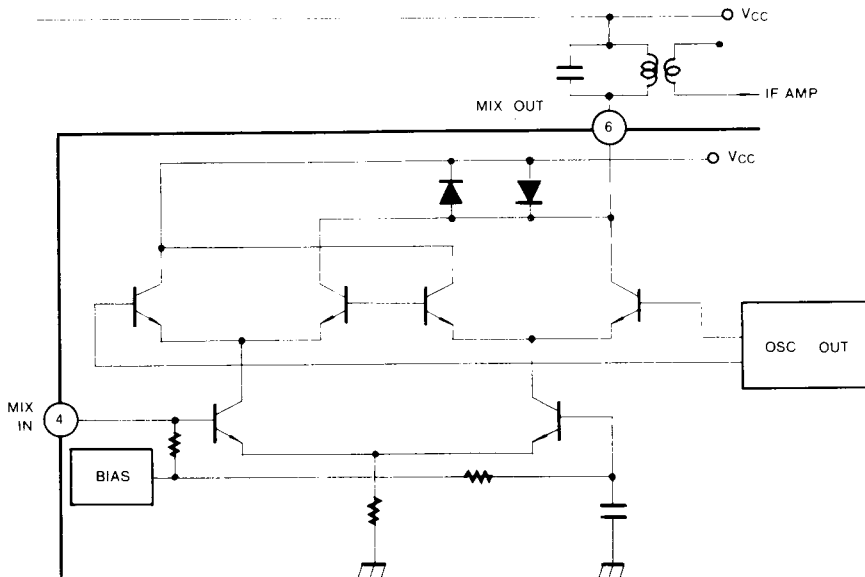 VCC
IF AMP
MIX OUT
6
VCC
OSC OUT
MIX
IN
4
BIAS